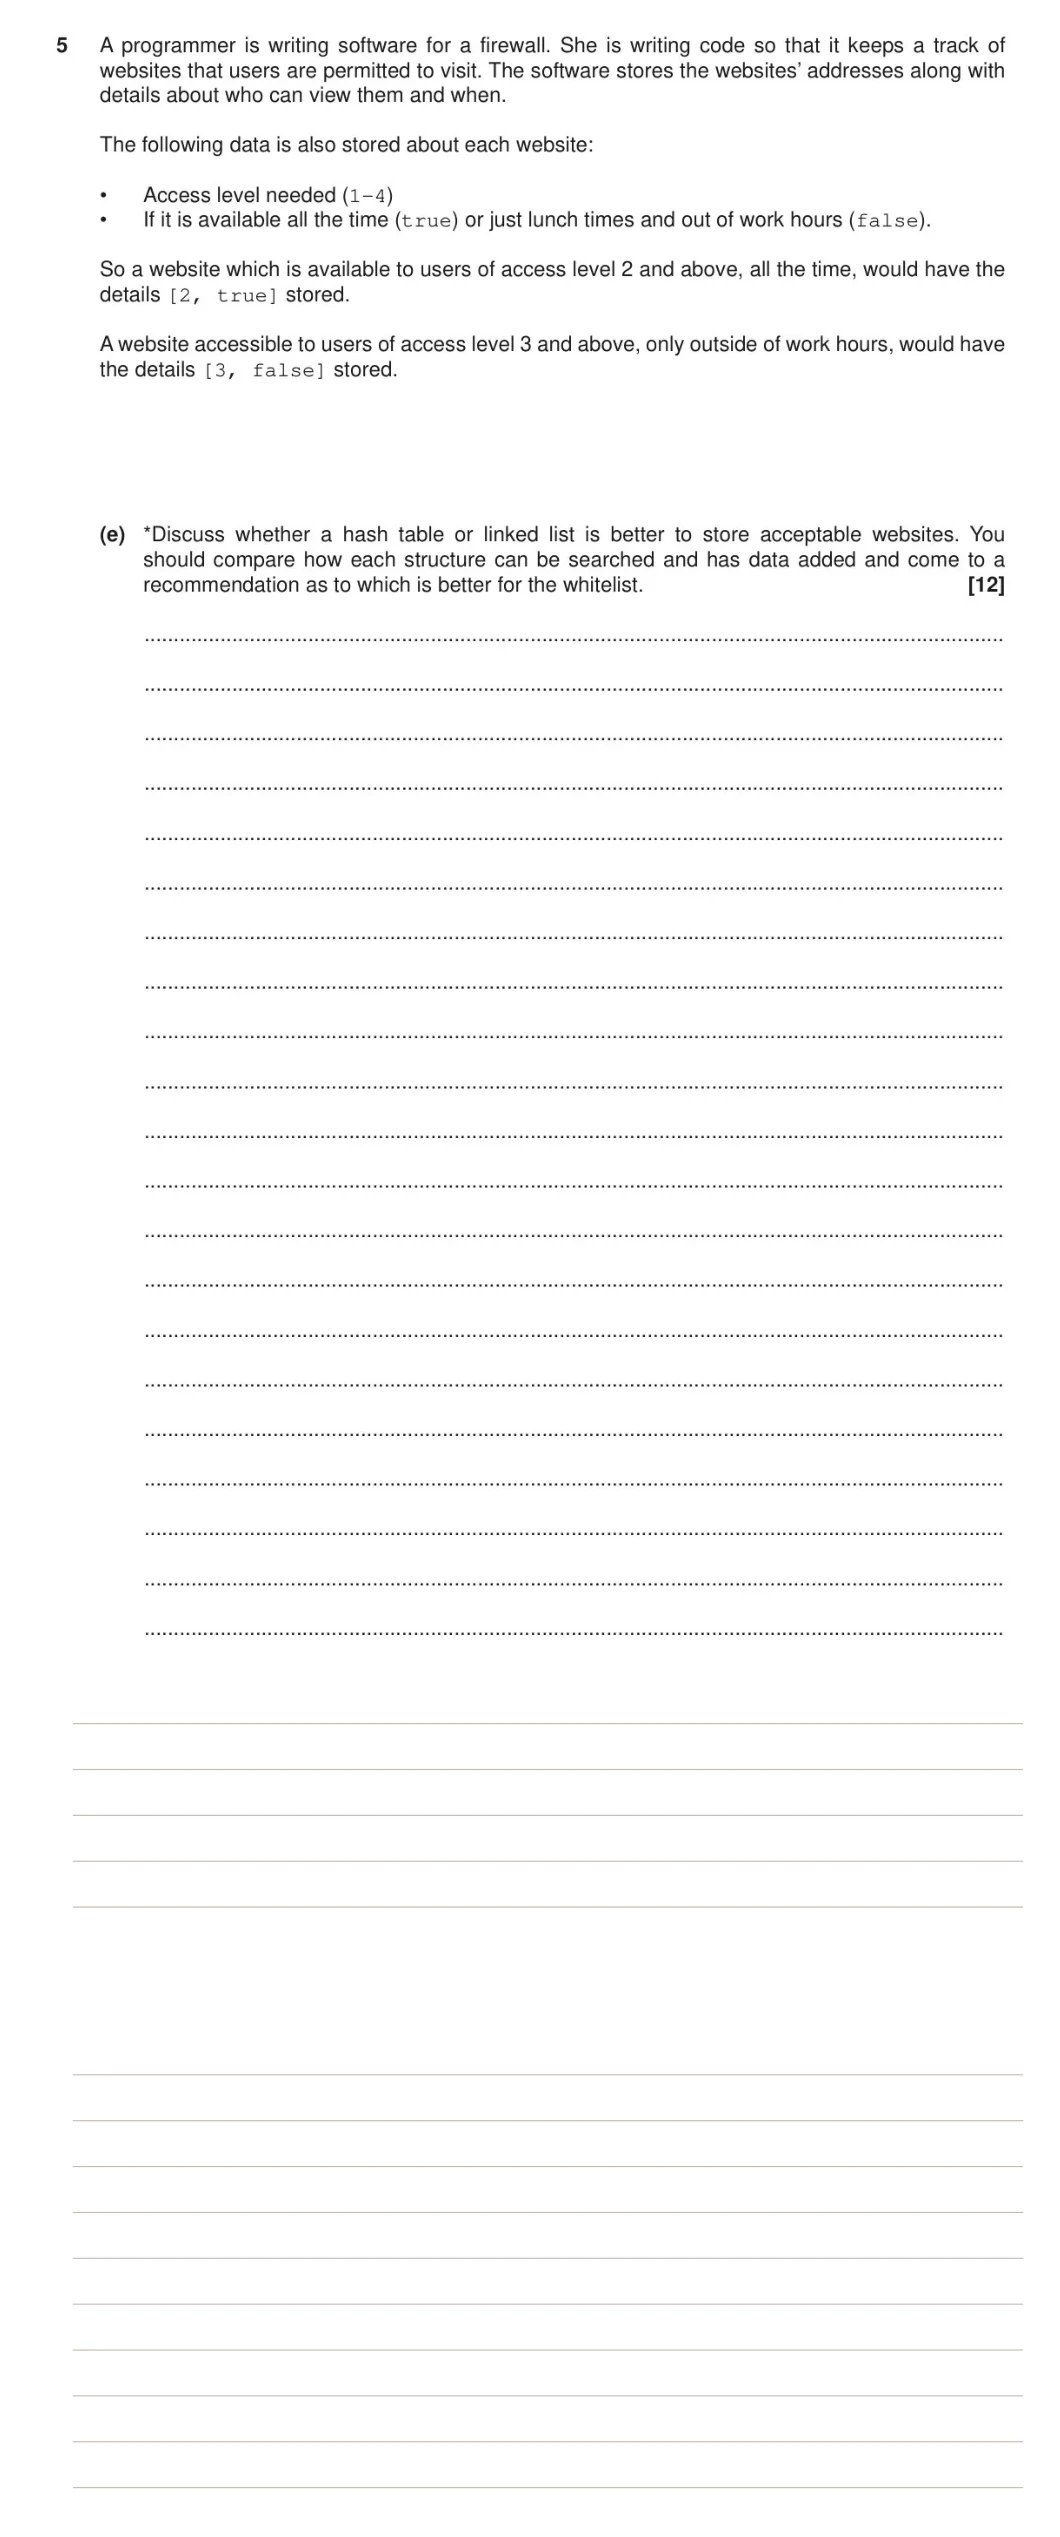 5 A programmer is writing software for a firewall. She is writing code so that it keeps a track of
websites that users are permitted to visit. The software stores the websites' addresses along with
details about who can view them and when.
The following data is also stored about each website:
• Access level needed (1–4)
• If it is available all the time (true) or just lunch times and out of work hours (false).
So a website which is available to users of access level 2 and above, all the time, would have the
details [2, true] stored.
A website accessible to users of access level 3 and above, only outside of work hours, would have
the details [3, false] stored.
(e) *Discuss whether a hash table or linked list is better to store acceptable websites. You
should compare how each structure can be searched and has data added and come to a
recommendation as to which is better for the whitelist. [12]